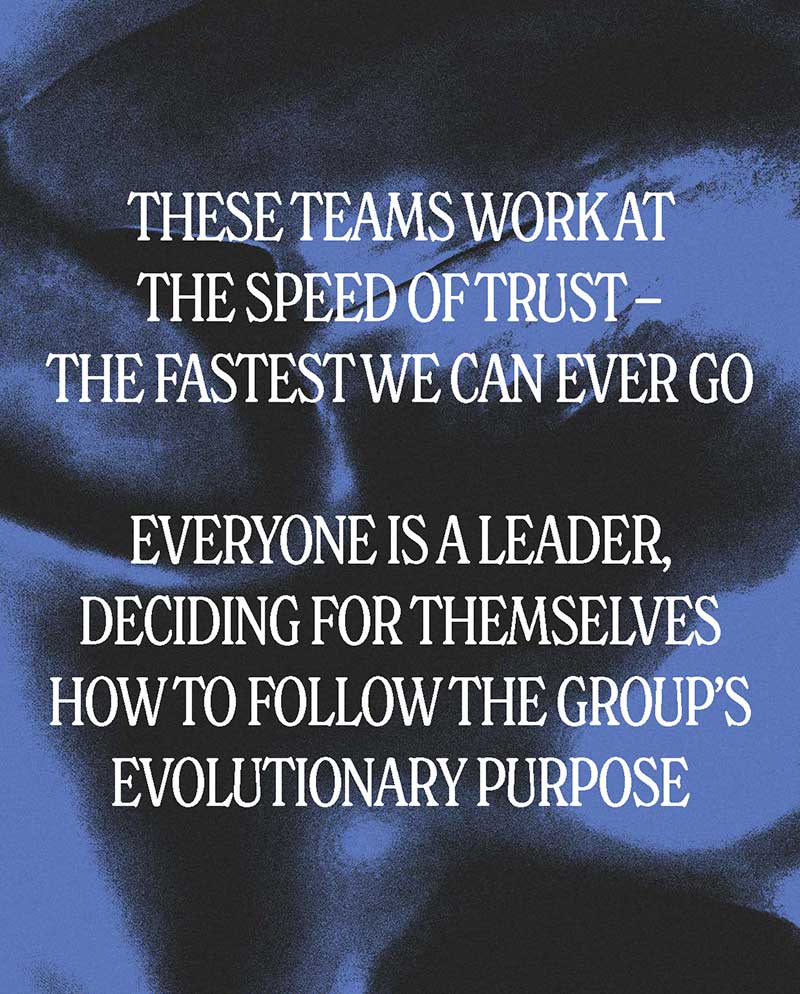 THESE TEAMS WORK AT
THE SPEED OF TRUST –
THE FASTEST WE CAN EVER GO
EVERYONE IS A LEADER,
DECIDING FOR THEMSELVES
HOW TO FOLLOW THE GROUP’S
EVOLUTIONARY PURPOSE